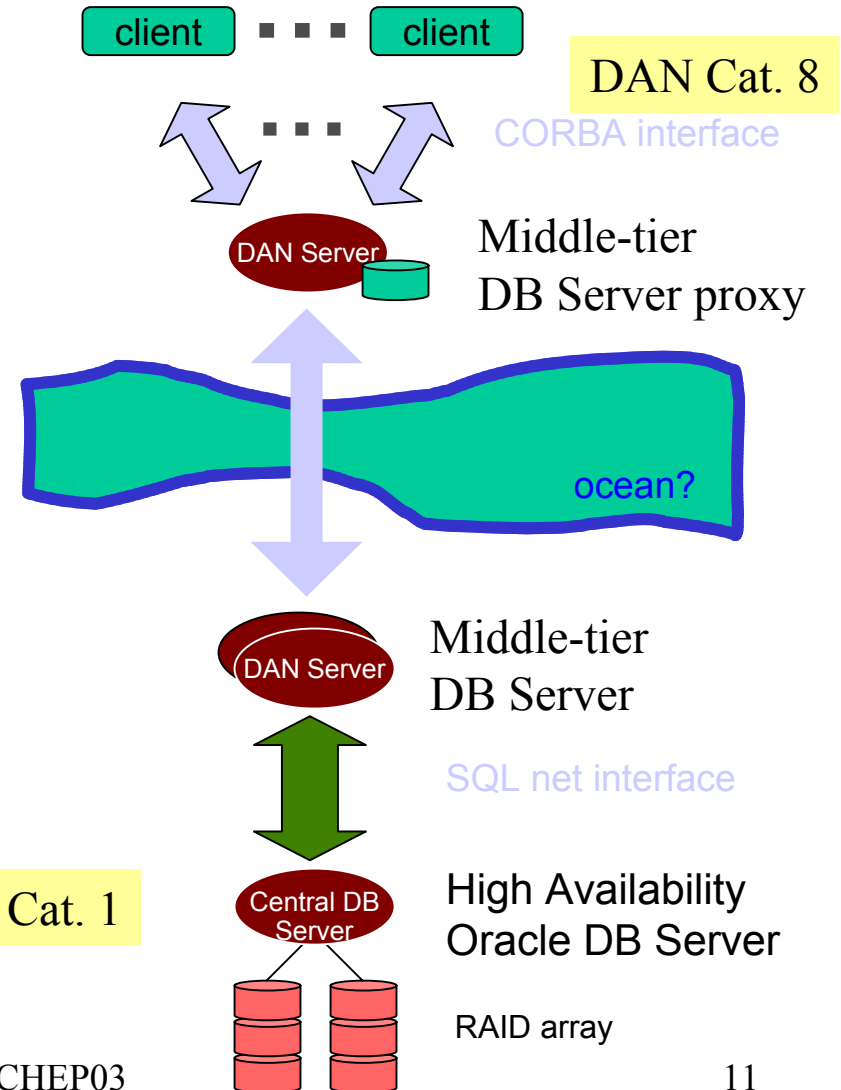 client client
DAN Cat. 8
CORBA interface
DAN Server
Middle-tier
DB Server proxy
ocean?
DAN Server
Middle-tier
DB Server
SQL net interface
Cat. 1
Central DB
Server
High Availability
Oracle DB Server
RAID array
CHEP03
11